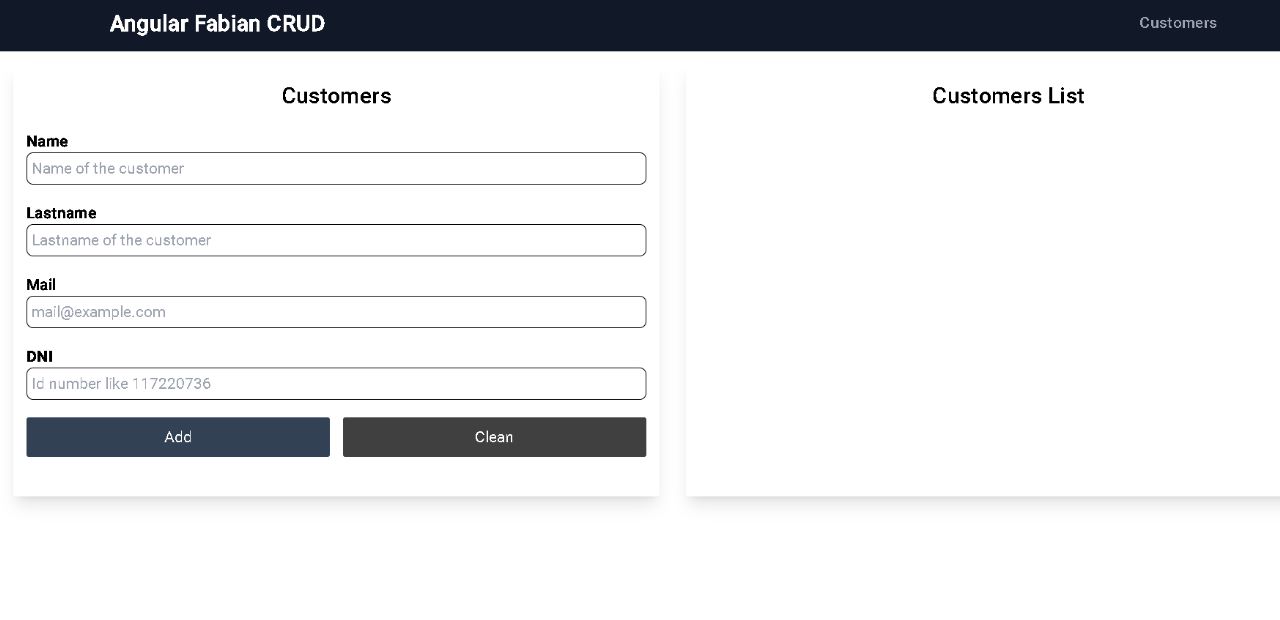 Angular Fabian CRUD
Customers
Customers
Name
Name of the customer
Lastname
Lastname of the customer
Mail
mail@example.com
DNI
Id number like 117220736
Add
Clean
Customers List